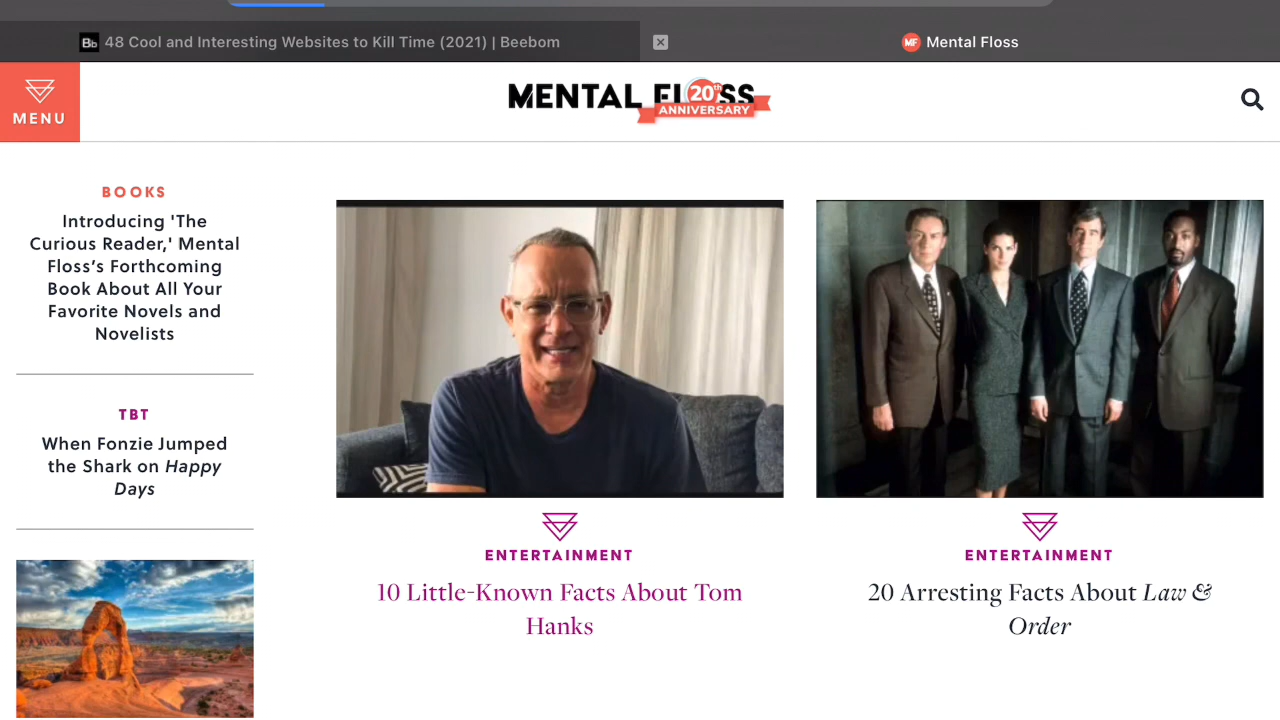 Bb 48 Cool and Interesting Websites to Kill Time (2021) | Beebom
MF Mental Floss
MENU
MENTAL FLOSS
20th
ANNIVERSARY
BOOKS
Introducing 'The
Curious Reader,' Mental
Floss’s Forthcoming
Book About All Your
Favorite Novels and
Novelists
TBT
When Fonzie Jumped
the Shark on Happy
Days
ENTERTAINMENT
10 Little-Known Facts About Tom
Hanks
ENTERTAINMENT
20 Arresting Facts About Law &
Order